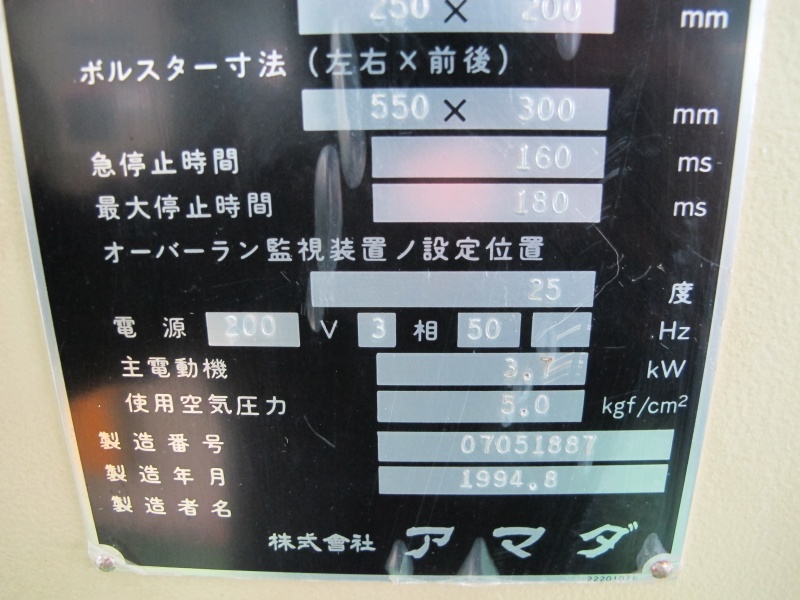 250 × 200 mm
ボルスター寸法（左右×前後）
550 × 300 mm
急停止時間 160 ms
最大停止時間 180 ms
オーバーラン監視装置ノ設定位置
25 度
電源 200 V 3 相 50 Hz
主電動機 3.7 kW
使用空気圧力 5.0 kgf/cm²
製造番号 07051887
製造年月 1994.8
製造者名
株式會社 アマダ